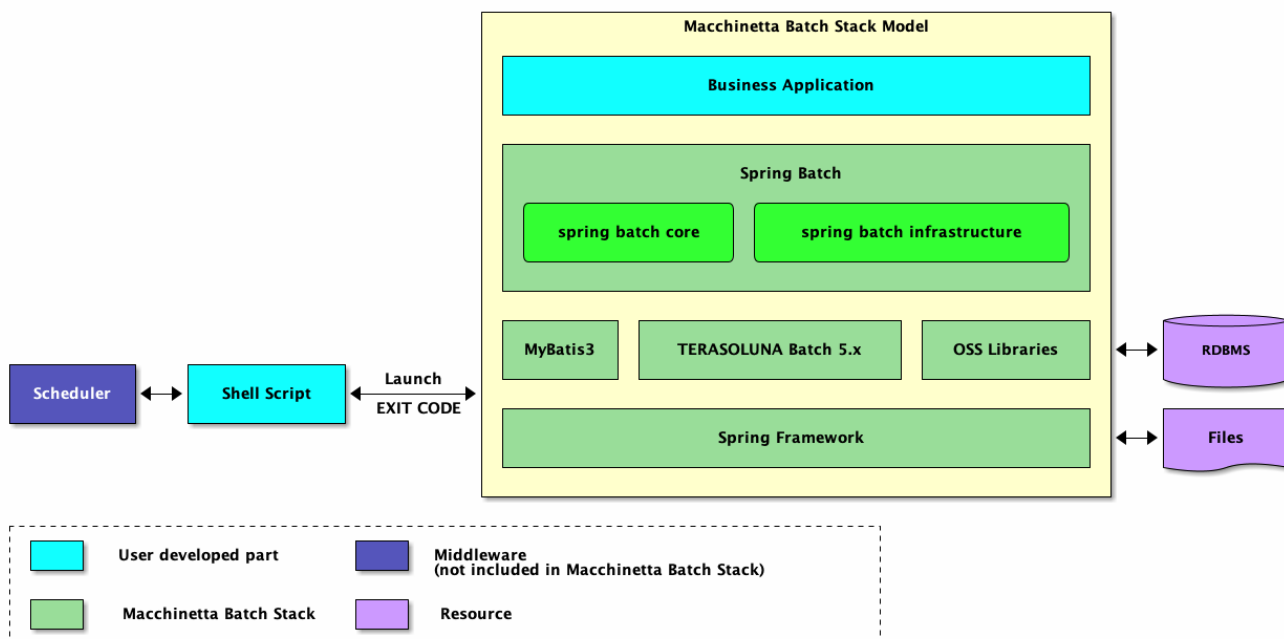 Macchinetta Batch Stack Model
Business Application
Spring Batch
spring batch core
spring batch infrastructure
MyBatis3
TERASOLUNA Batch 5.x
OSS Libraries
RDBMS
Scheduler
Shell Script
Launch
EXIT CODE
Spring Framework
Files
User developed part
Middleware
(not included in Macchinetta Batch Stack)
Macchinetta Batch Stack
Resource